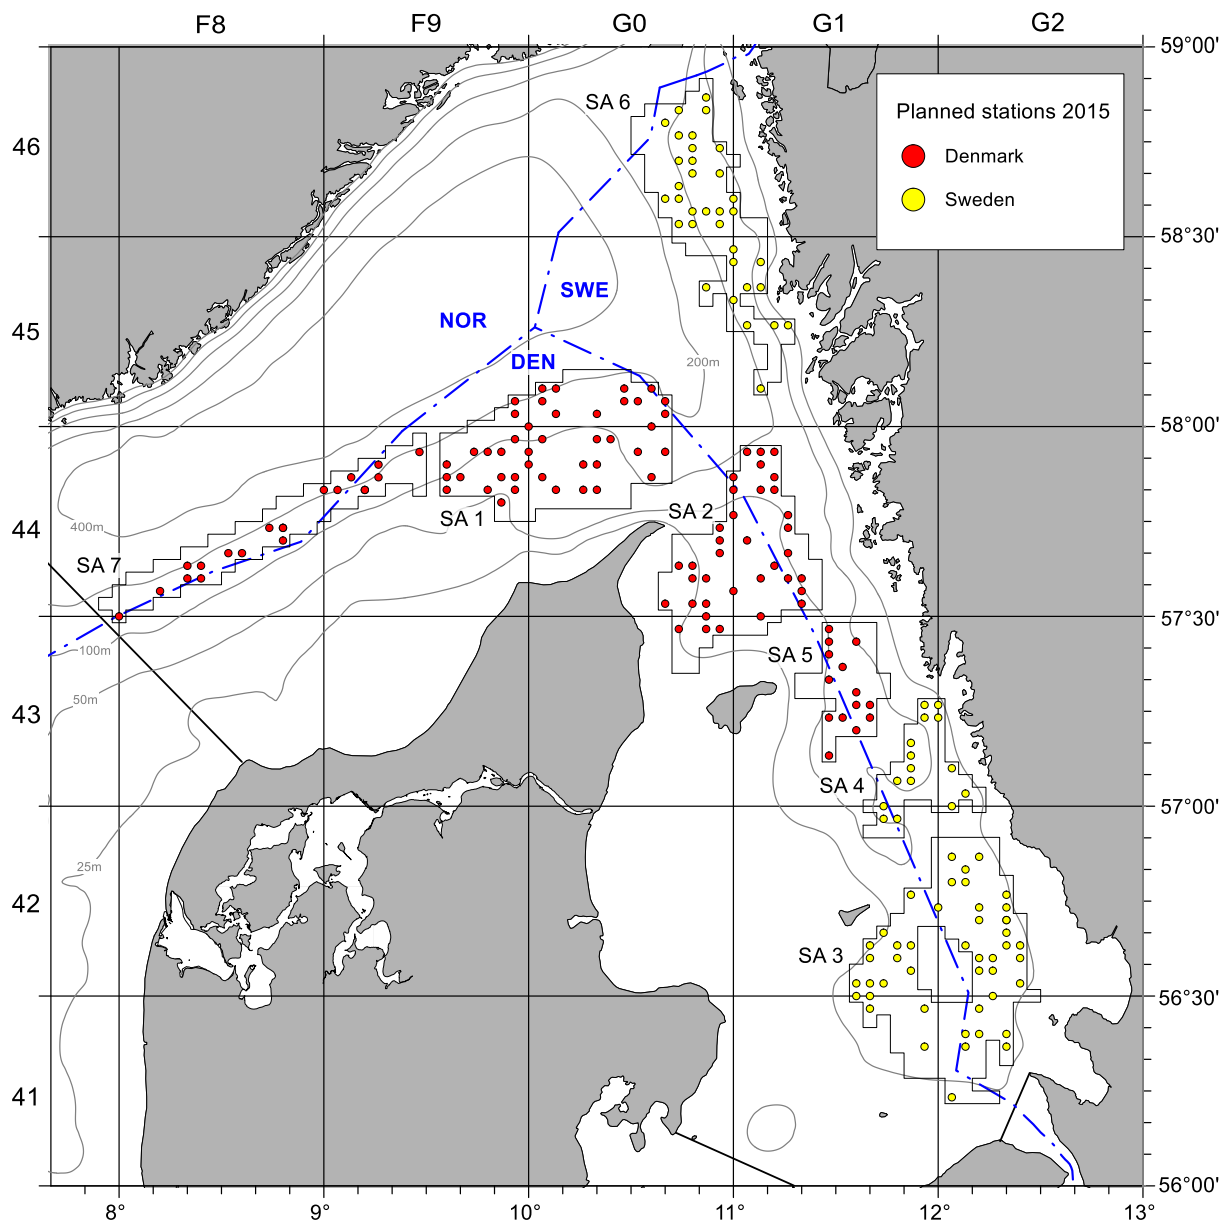 F8 F9 G0 G1 G2
59°00'
SA 6
Planned stations 2015
46
Denmark
Sweden
58°30'
SWE
NOR
45
DEN
200m
58°00'
SA 1
SA 2
400m
44
SA 7
57°30'
100m
SA 5
50m
43
SA 4
57°00'
25m
42
SA 3
56°30'
41
56°00'
8° 9° 10° 11° 12° 13°